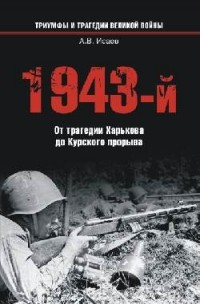 ТРИУМФЫ И ТРАГЕДИИ ВЕЛИКОЙ ВОЙНЫ
А.В. Исаев
1943-й
От трагедии Харькова
до Курского прорыва